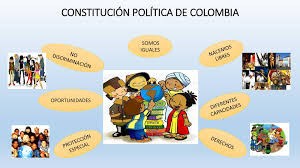 CONSTITUCIÓN POLÍTICA DE COLOMBIA
SOMOS
IGUALES
NO
DISCRIMINACIÓN
NACEMOS
LIBRES
OPORTUNIDADES
DIFERENTES
CAPACIDADES
PROTECCIÓN
ESPECIAL
DERECHOS